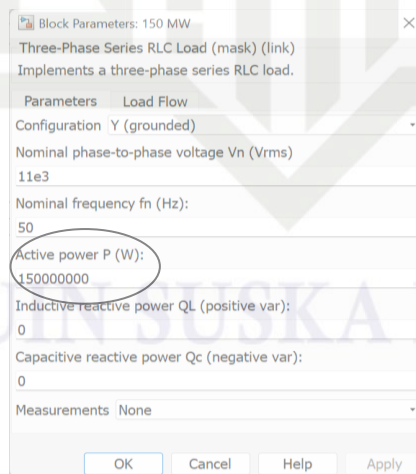 Block Parameters: 150 MW
Three-Phase Series RLC Load (mask) (link)
Implements a three-phase series RLC load.
Parameters Load Flow
Configuration Y (grounded)
Nominal phase-to-phase voltage Vn (Vrms)
11e3
Nominal frequency fn (Hz):
50
Active power P (W):
150000000
Inductive reactive power QL (positive var):
0
Capacitive reactive power Qc (negative var):
0
Measurements None
OK Cancel Help Apply
UIN SUSKA